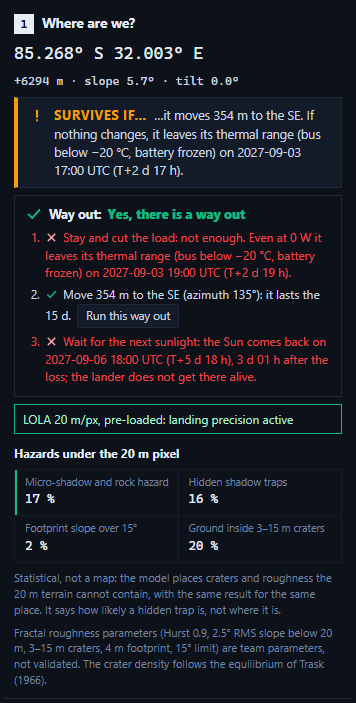 1 Where are we?
85.268° S 32.003° E
+6294 m · slope 5.7° · tilt 0.0°
! SURVIVES IF... ...it moves 354 m to the SE. If
nothing changes, it leaves its thermal range (bus
below −20 °C, battery frozen) on 2027-09-03
17:00 UTC (T+2 d 17 h).
✓ Way out: Yes, there is a way out
1. ✕ Stay and cut the load: not enough. Even at 0 W it
leaves its thermal range (bus below −20 °C, battery
frozen) on 2027-09-03 19:00 UTC (T+2 d 19 h).
2. ✓ Move 354 m to the SE (azimuth 135°): it lasts the
15 d. Run this way out
3. ✕ Wait for the next sunlight: the Sun comes back on
2027-09-06 18:00 UTC (T+5 d 18 h), 3 d 01 h after the
loss; the lander does not get there alive.
LOLA 20 m/px, pre-loaded: landing precision active
Hazards under the 20 m pixel
Micro-shadow and rock hazard
17 %
Hidden shadow traps
16 %
Footprint slope over 15°
2 %
Ground inside 3–15 m craters
20 %
Statistical, not a map: the model places craters and roughness the
20 m terrain cannot contain, with the same result for the same
place. It says how likely a hidden trap is, not where it is.
Fractal roughness parameters (Hurst 0.9, 2.5° RMS slope below 20
m, 3–15 m craters, 4 m footprint, 15° limit) are team parameters,
not validated. The crater density follows the equilibrium of Trask
(1966).